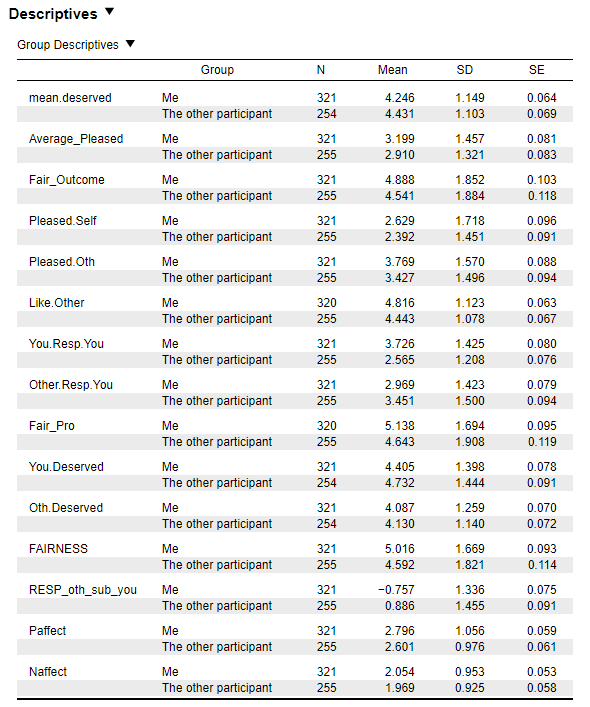 Descriptives ▼
Group Descriptives ▼
Group N Mean SD SE
mean.deserved Me 321 4.246 1.149 0.064
The other participant 254 4.431 1.103 0.069
Average_Pleased Me 321 3.199 1.457 0.081
The other participant 255 2.910 1.321 0.083
Fair_Outcome Me 321 4.888 1.852 0.103
The other participant 255 4.541 1.884 0.118
Pleased.Self Me 321 2.629 1.718 0.096
The other participant 255 2.392 1.451 0.091
Pleased.Oth Me 321 3.769 1.570 0.088
The other participant 255 3.427 1.496 0.094
Like.Other Me 320 4.816 1.123 0.063
The other participant 255 4.443 1.078 0.067
You.Resp.You Me 321 3.726 1.425 0.080
The other participant 255 2.565 1.208 0.076
Other.Resp.You Me 321 2.969 1.423 0.079
The other participant 255 3.451 1.500 0.094
Fair_Pro Me 320 5.138 1.694 0.095
The other participant 255 4.643 1.908 0.119
You.Deserved Me 321 4.405 1.398 0.078
The other participant 254 4.732 1.444 0.091
Oth.Deserved Me 321 4.087 1.259 0.070
The other participant 254 4.130 1.140 0.072
FAIRNESS Me 321 5.016 1.669 0.093
The other participant 255 4.592 1.821 0.114
RESP_oth_sub_you Me 321 −0.757 1.336 0.075
The other participant 255 0.886 1.455 0.091
Paffect Me 321 2.796 1.056 0.059
The other participant 255 2.601 0.976 0.061
Naffect Me 321 2.054 0.953 0.053
The other participant 255 1.969 0.925 0.058